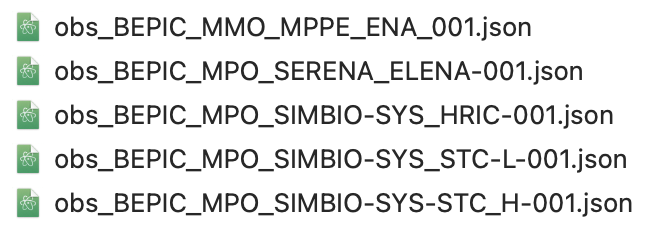 obs_BEPIC_MMO_MPPE_ENA_001.json
obs_BEPIC_MPO_SERENA_ELENA-001.json
obs_BEPIC_MPO_SIMBIO-SYS_HRIC-001.json
obs_BEPIC_MPO_SIMBIO-SYS_STC-L-001.json
obs_BEPIC_MPO_SIMBIO-SYS-STC_H-001.json